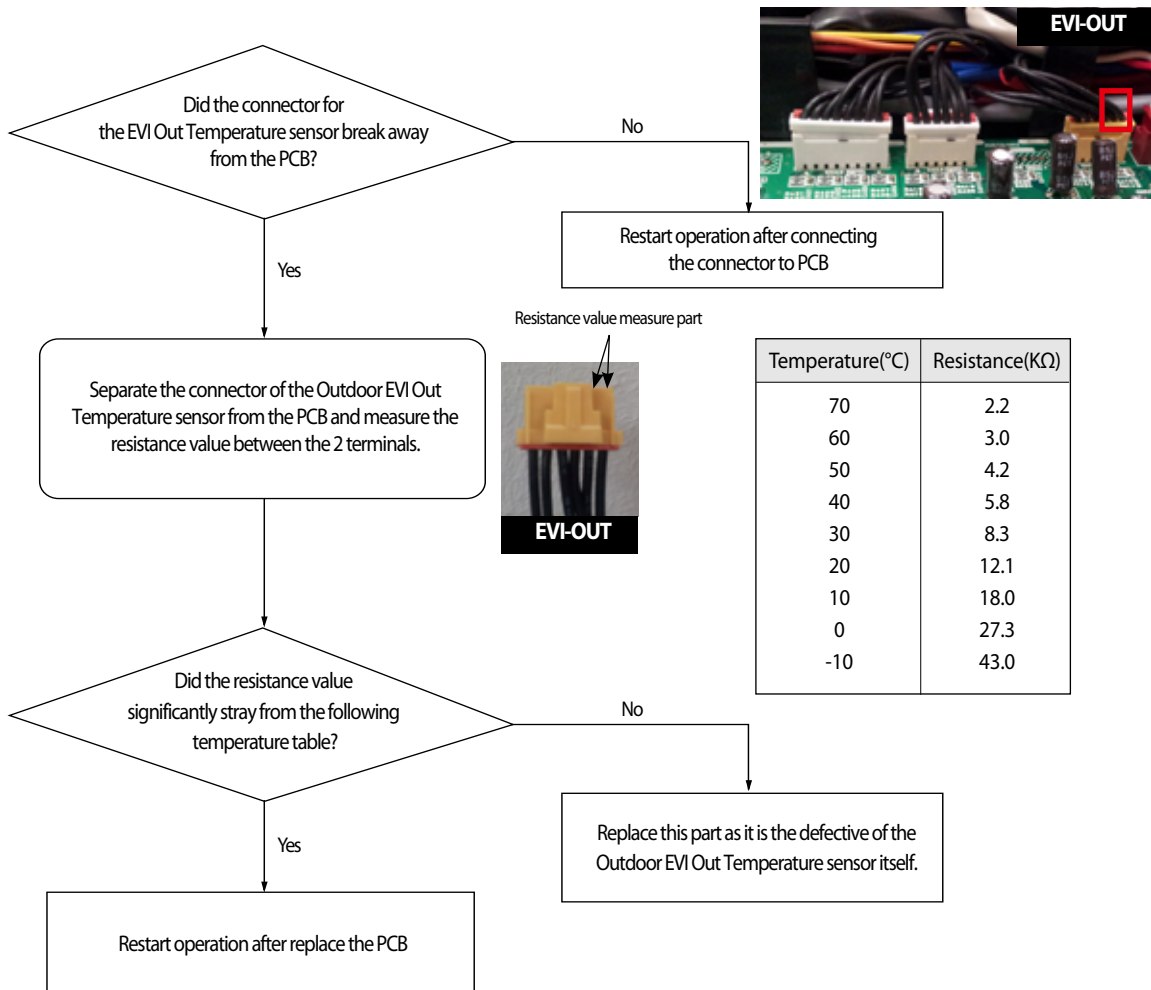 EVI-OUT
Did the connector for
the EVI Out Temperature sensor break away
from the PCB?
No
Restart operation after connecting
the connector to PCB
Yes
Resistance value measure part
Separate the connector of the Outdoor EVI Out
Temperature sensor from the PCB and measure the
resistance value between the 2 terminals.
EVI-OUT
Temperature(°C) Resistance(KΩ)
70 2.2
60 3.0
50 4.2
40 5.8
30 8.3
20 12.1
10 18.0
0 27.3
-10 43.0
Did the resistance value
significantly stray from the following
temperature table?
No
Replace this part as it is the defective of the
Outdoor EVI Out Temperature sensor itself.
Yes
Restart operation after replace the PCB